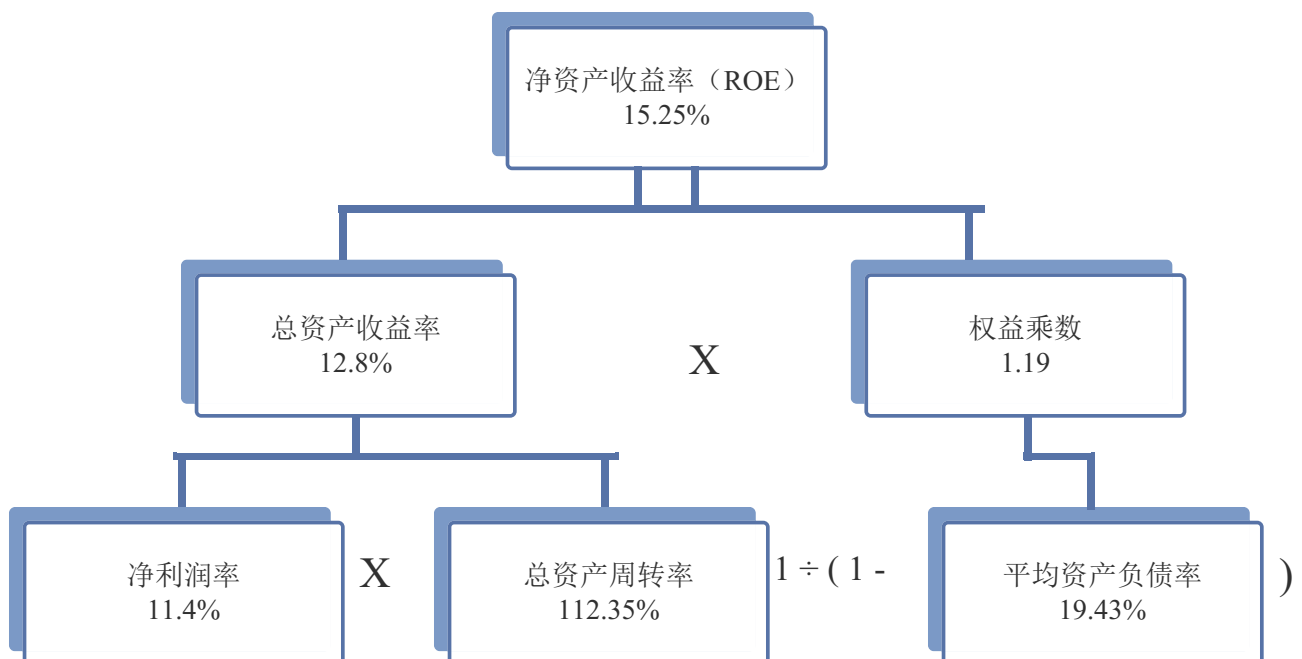 净资产收益率（ROE）
15.25%
总资产收益率
12.8%
X
权益乘数
1.19
净利润率
11.4%
X
总资产周转率
112.35%
1 ÷ ( 1 -
平均资产负债率
19.43%
)